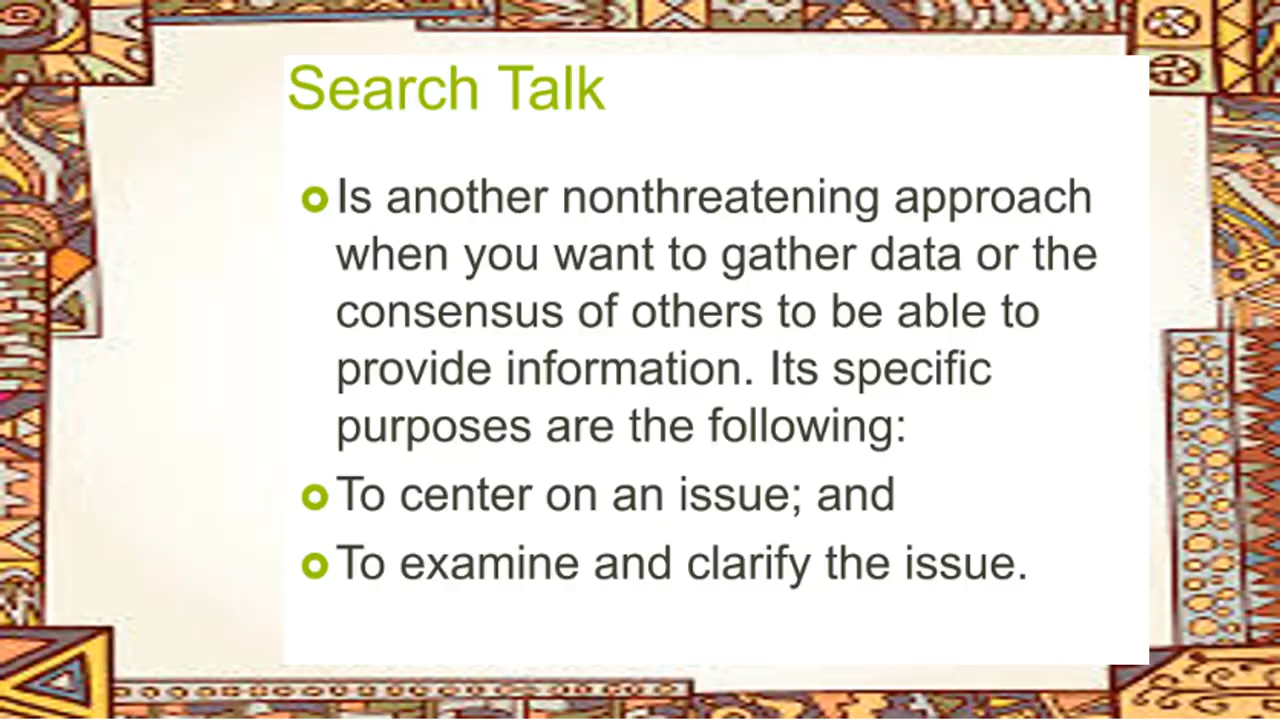 Search Talk
Is another nonthreatening approach
when you want to gather data or the
consensus of others to be able to
provide information. Its specific
purposes are the following:
To center on an issue; and
To examine and clarify the issue.